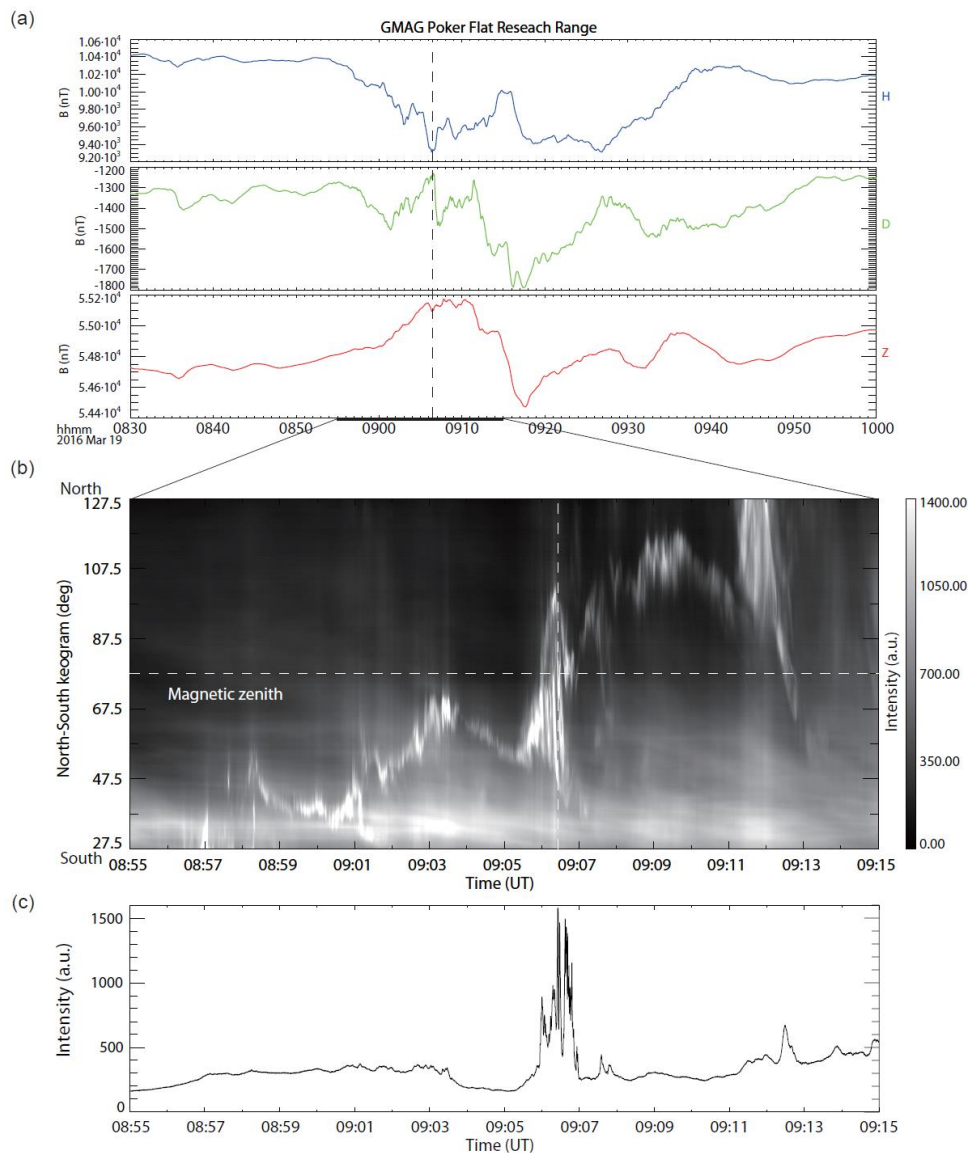 (a)
GMAG Poker Flat Reseach Range
1.06·10⁴
1.04·10⁴
1.02·10⁴
1.00·10⁴
9.80·10³
9.60·10³
9.40·10³
9.20·10³
B (nT)
H
-1200
-1300
-1400
-1500
-1600
-1700
-1800
B (nT)
D
5.52·10⁴
5.50·10⁴
5.48·10⁴
5.46·10⁴
5.44·10⁴
B (nT)
Z
0830 0840 0850 0900 0910 0920 0930 0940 0950 1000
hhmm
2016 Mar 19
(b)
North
127.5
107.5
87.5
67.5
47.5
27.5
South
North-South keogram (deg)
Magnetic zenith
1400.00
1050.00
700.00
350.00
0.00
Intensity (a.u.)
08:55 08:57 08:59 09:01 09:03 09:05 09:07 09:09 09:11 09:13 09:15
Time (UT)
(c)
1500
1000
500
0
Intensity (a.u.)
08:55 08:57 08:59 09:01 09:03 09:05 09:07 09:09 09:11 09:13 09:15
Time (UT)